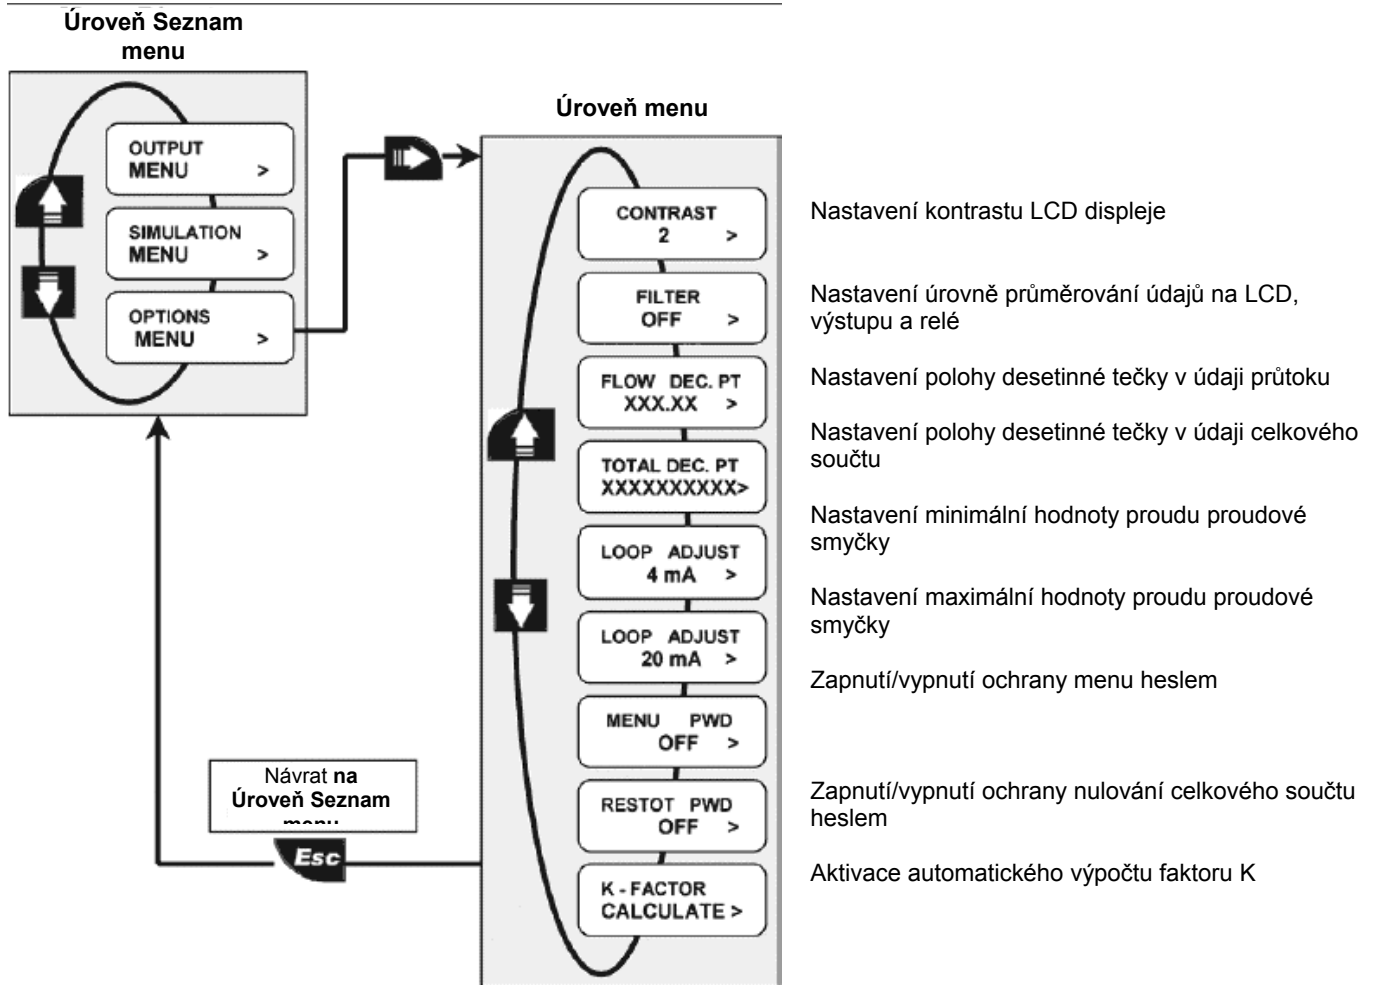 Úroveň Seznam
menu
OUTPUT
MENU >
SIMULATION
MENU >
OPTIONS
MENU >
Úroveň menu
CONTRAST
2 >
FILTER
OFF >
FLOW DEC. PT
XXX.XX >
TOTAL DEC. PT
XXXXXXXXXX>
LOOP ADJUST
4 mA >
LOOP ADJUST
20 mA >
MENU PWD
OFF >
RESTOT PWD
OFF >
K - FACTOR
CALCULATE >
Návrat na
Úroveň Seznam
menu
Esc
Nastavení kontrastu LCD displeje
Nastavení úrovně průměrování údajů na LCD,
výstupu a relé
Nastavení polohy desetinné tečky v údaji průtoku
Nastavení polohy desetinné tečky v údaji celkového
součtu
Nastavení minimální hodnoty proudu proudové
smyčky
Nastavení maximální hodnoty proudu proudové
smyčky
Zapnutí/vypnutí ochrany menu heslem
Zapnutí/vypnutí ochrany nulování celkového součtu
heslem
Aktivace automatického výpočtu faktoru K